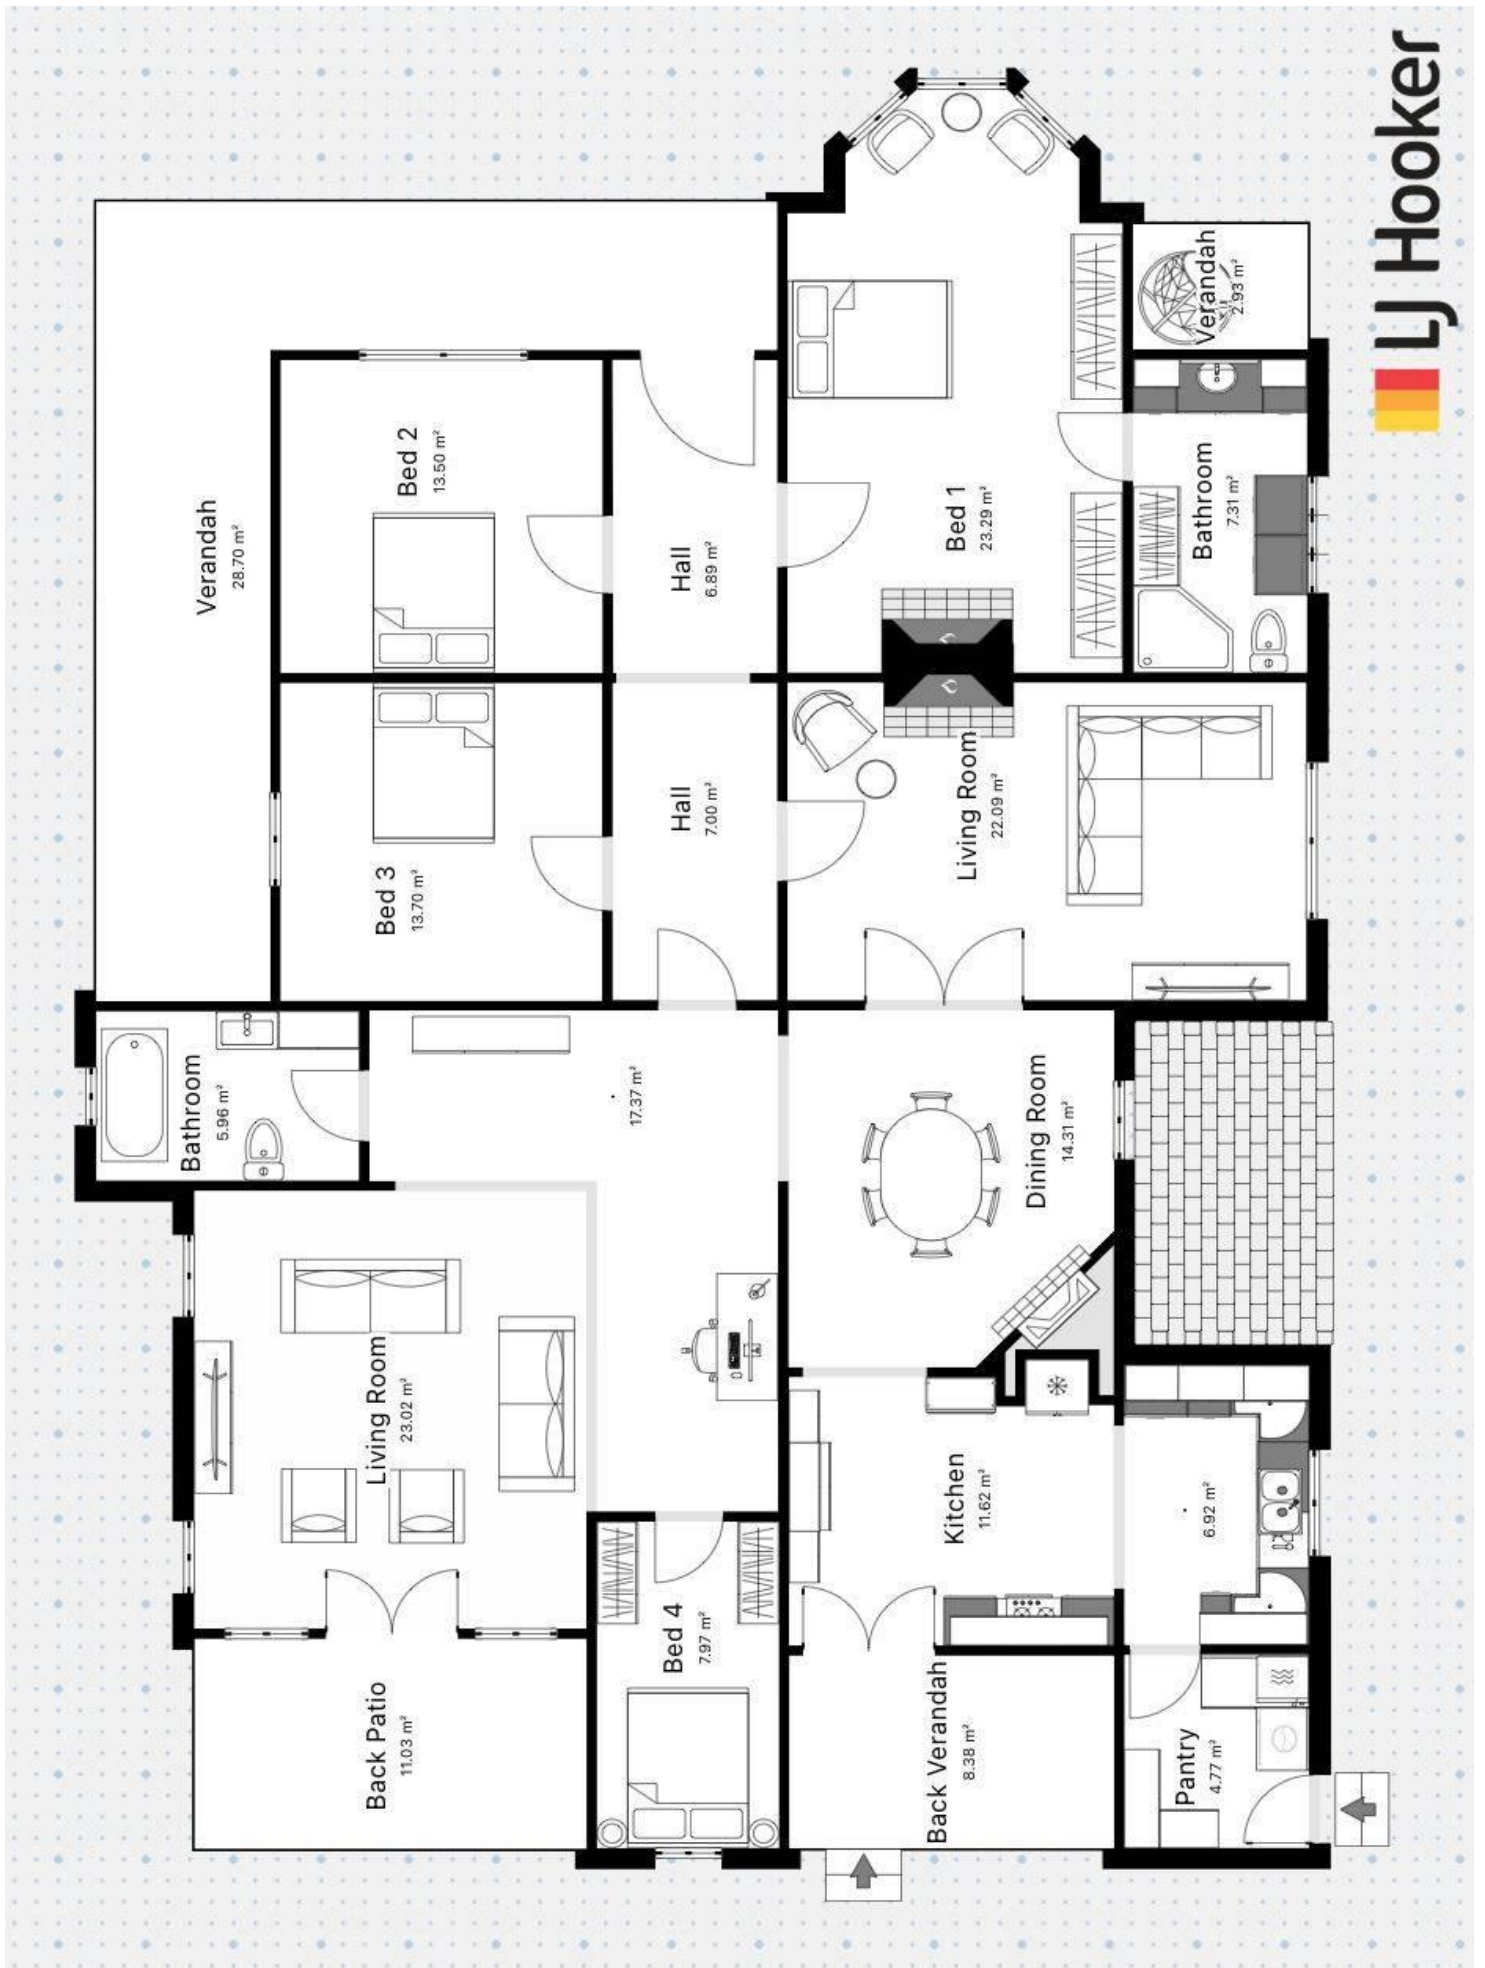 LJ Hooker
Verandah
28.70 m²
Bed 2
13.50 m²
Hall
6.89 m²
Bed 1
23.29 m²
Verandah
2.93 m²
Bathroom
7.31 m²
Bed 3
13.70 m²
Hall
7.00 m²
Living Room
22.09 m²
Bathroom
5.96 m²
17.37 m²
Dining Room
14.31 m²
Living Room
23.02 m²
Kitchen
11.62 m²
6.92 m²
Back Patio
11.03 m²
Bed 4
7.97 m²
Back Verandah
8.38 m²
Pantry
4.77 m²